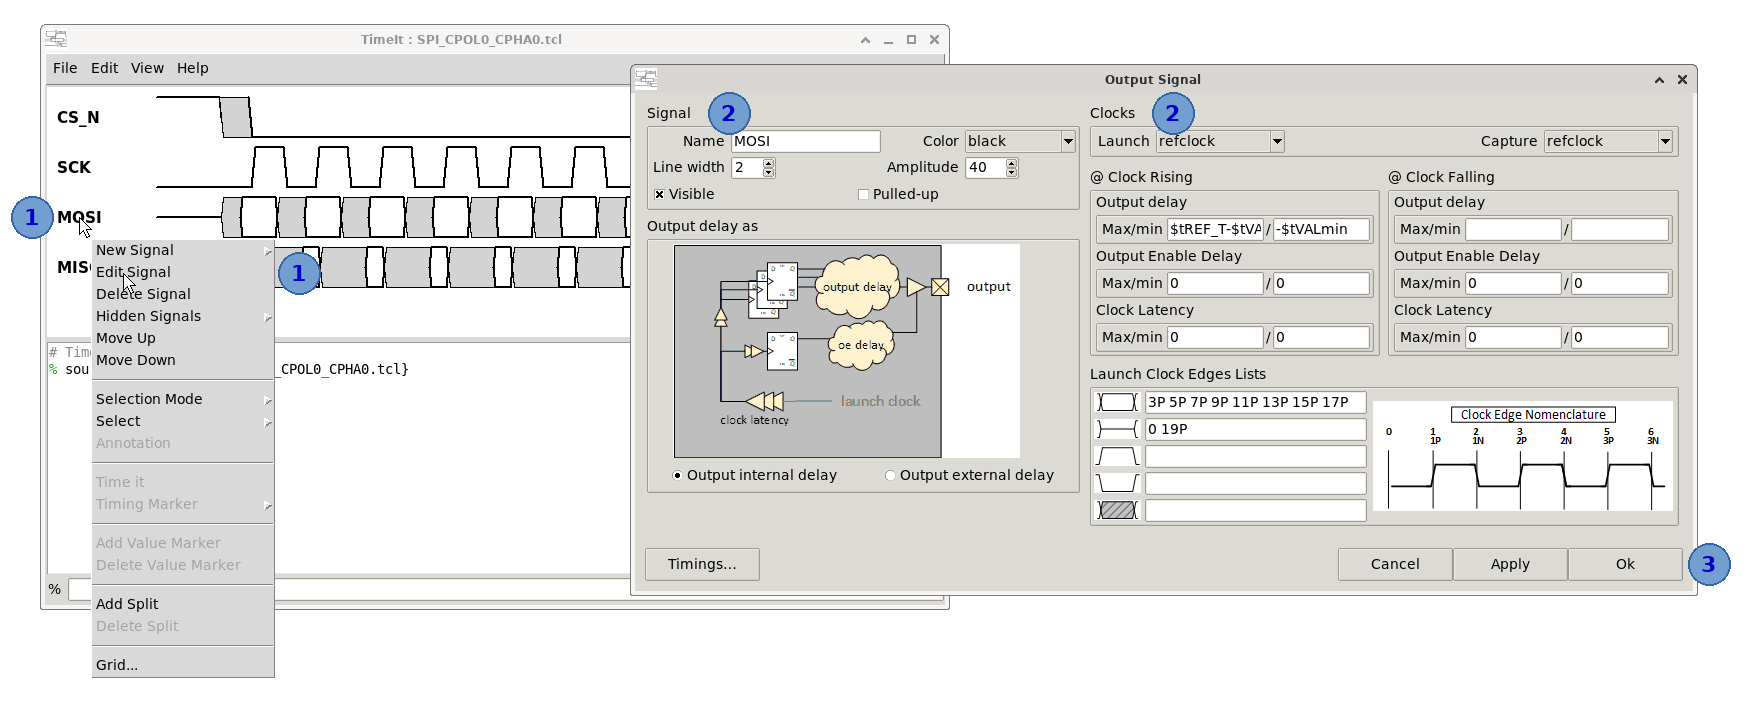 TimeIt : SPI_CPOL0_CPHA0.tcl
File Edit View Help
CS_N
SCK
1
MOSI
MIS
New Signal
Edit Signal
1
Delete Signal
Hidden Signals
Move Up
Move Down
Selection Mode
Select
Annotation
Time it
Timing Marker
Add Value Marker
Delete Value Marker
Add Split
Delete Split
Grid...
# Tim
% sou _CPOL0_CPHA0.tcl}
%
Output Signal
Signal 2
Name MOSI Color black
Line width 2 Amplitude 40
Visible Pulled-up
Output delay as
D Q
output delay
output
oe delay
launch clock
clock latency
Output internal delay Output external delay
Clocks 2
Launch refclock Capture refclock
@ Clock Rising
Output delay
Max/min $tREF_T-$tVA / -$tVALmin
Output Enable Delay
Max/min 0 / 0
Clock Latency
Max/min 0 / 0
@ Clock Falling
Output delay
Max/min /
Output Enable Delay
Max/min 0 / 0
Clock Latency
Max/min 0 / 0
Launch Clock Edges Lists
3P 5P 7P 9P 11P 13P 15P 17P
0 19P
Clock Edge Nomenclature
0 1 2 3 4 5 6
1P 1N 2P 2N 3P 3N
Timings... Cancel Apply Ok 3